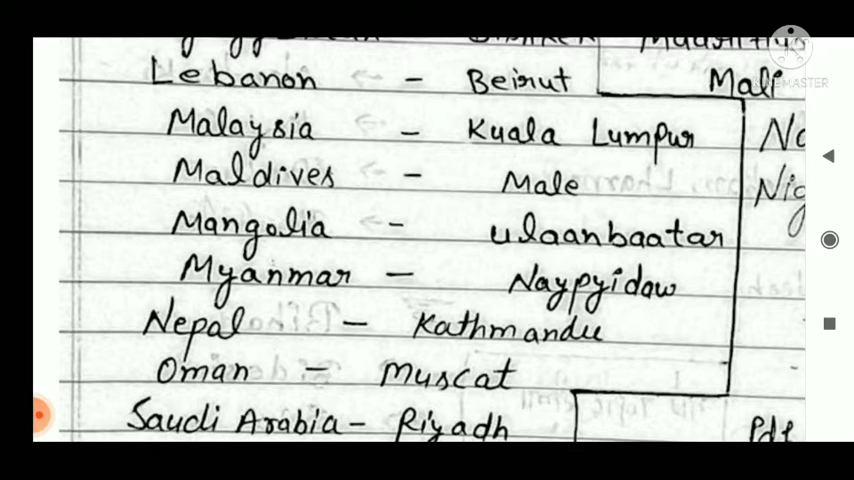 Lebanon - Beirut
Mali
Malaysia - Kuala Lumpur
Maldives - Male
Mangolia - ulaanbaatar
Myanmar - Naypyidaw
Nepal - Kathmandu
Oman - Muscat
Saudi Arabia - Riyadh